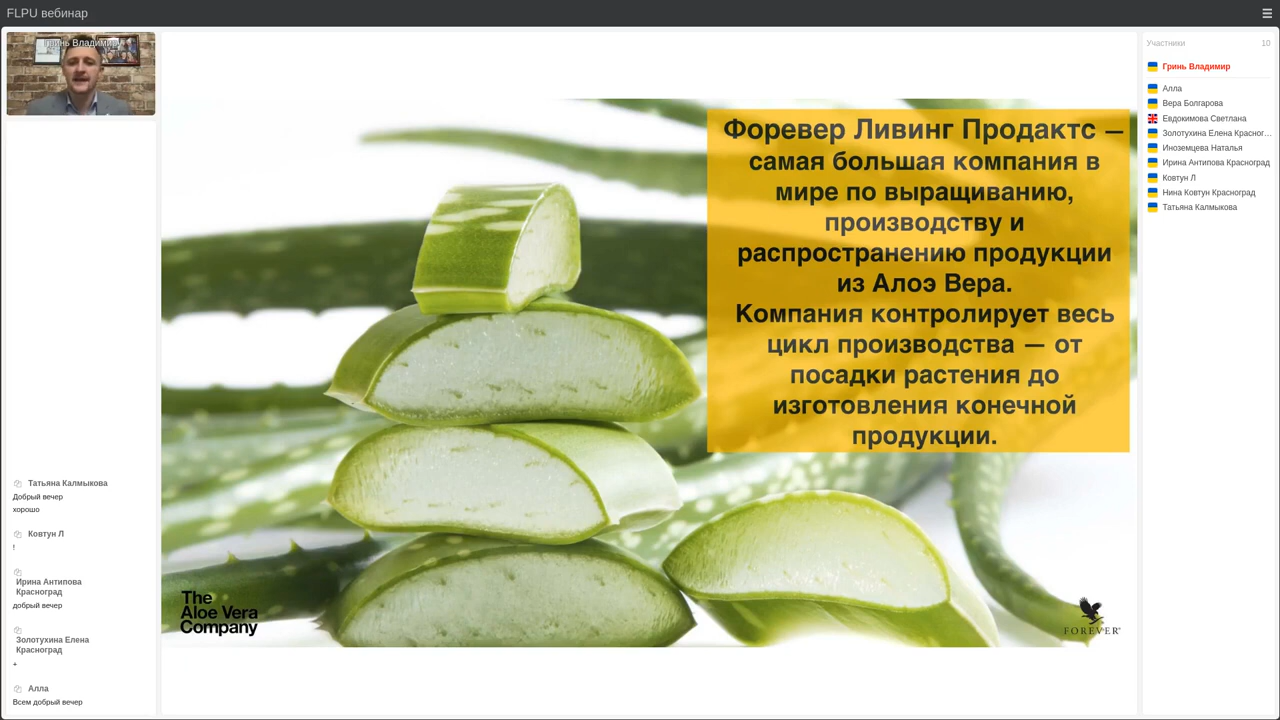 FLPU вебинар
Гринь Владимир
Форевер Ливинг Продактс —
самая большая компания в
мире по выращиванию,
производству и
распространению продукции
из Алоэ Вера.
Компания контролирует весь
цикл производства — от
посадки растения до
изготовления конечной
продукции.
The
Aloe Vera
Company
FOREVER®
Татьяна Калмыкова
Добрый вечер
хорошо
Ковтун Л
!
Ирина Антипова
Красноград
добрый вечер
Золотухина Елена
Красноград
+
Алла
Всем добрый вечер
Участники 10
Гринь Владимир
Алла
Вера Болгарова
Евдокимова Светлана
Золотухина Елена Красног...
Иноземцева Наталья
Ирина Антипова Красноград
Ковтун Л
Нина Ковтун Красноград
Татьяна Калмыкова